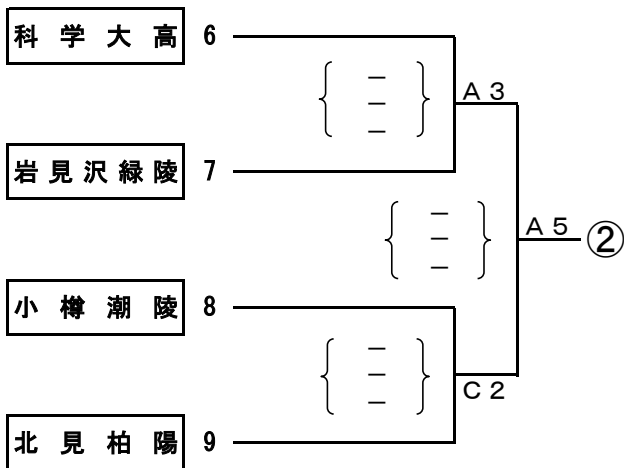 科学大高 6
{ － － － }
A3
岩見沢緑陵 7
{ － － － }
A5 ②
小樽潮陵 8
{ － － － }
C2
北見柏陽 9